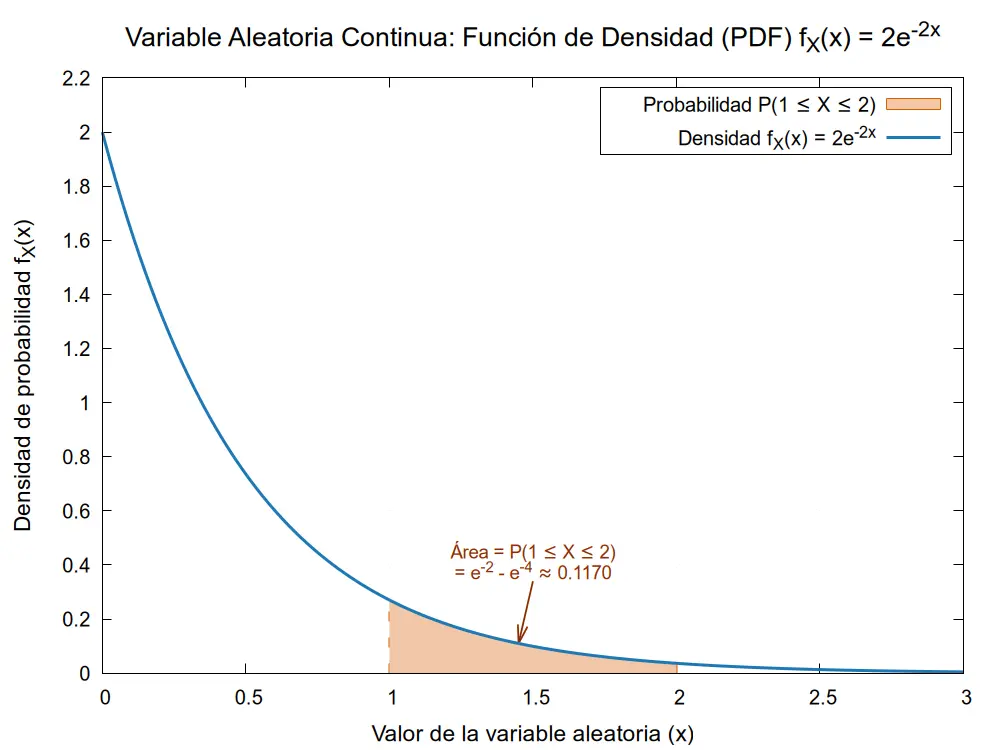 Variable Aleatoria Continua: Función de Densidad (PDF) fX(x) = 2e-2x
Probabilidad P(1 ≤ X ≤ 2)
Densidad fX(x) = 2e-2x
Densidad de probabilidad fX(x)
2.2
2
1.8
1.6
1.4
1.2
1
0.8
0.6
0.4
0.2
0
Área = P(1 ≤ X ≤ 2)
= e-2 - e-4 ≈ 0.1170
0 0.5 1 1.5 2 2.5 3
Valor de la variable aleatoria (x)